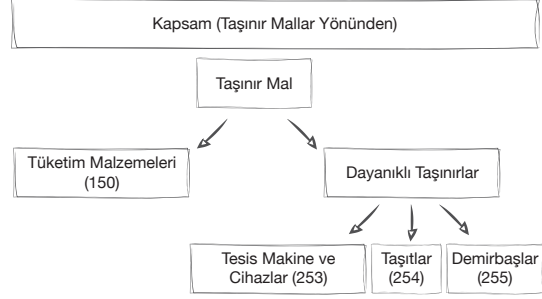 Kapsam (Taşınır Mallar Yönünden)
Taşınır Mal
Tüketim Malzemeleri
(150)
Dayanıklı Taşınırlar
Tesis Makine ve
Cihazlar (253)
Taşıtlar
(254)
Demirbaşlar
(255)